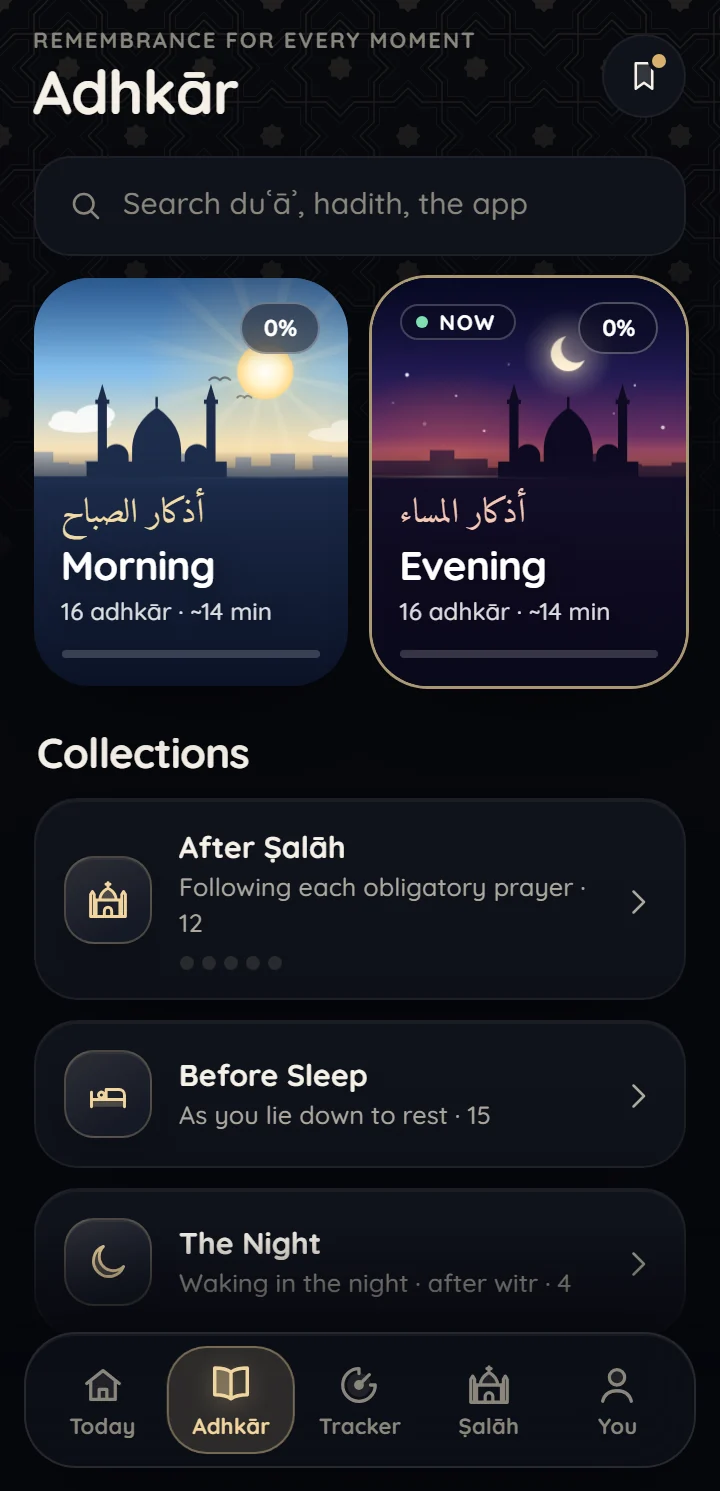 REMEMBRANCE FOR EVERY MOMENT
Adhkār
Search duʿāʾ, hadith, the app
0%
أذكار الصباح
Morning
16 adhkār · ~14 min
NOW
0%
أذكار المساء
Evening
16 adhkār · ~14 min
Collections
After Ṣalāh
Following each obligatory prayer ·
12
Before Sleep
As you lie down to rest · 15
The Night
Waking in the night · after witr · 4
Today
Adhkār
Tracker
Ṣalāh
You